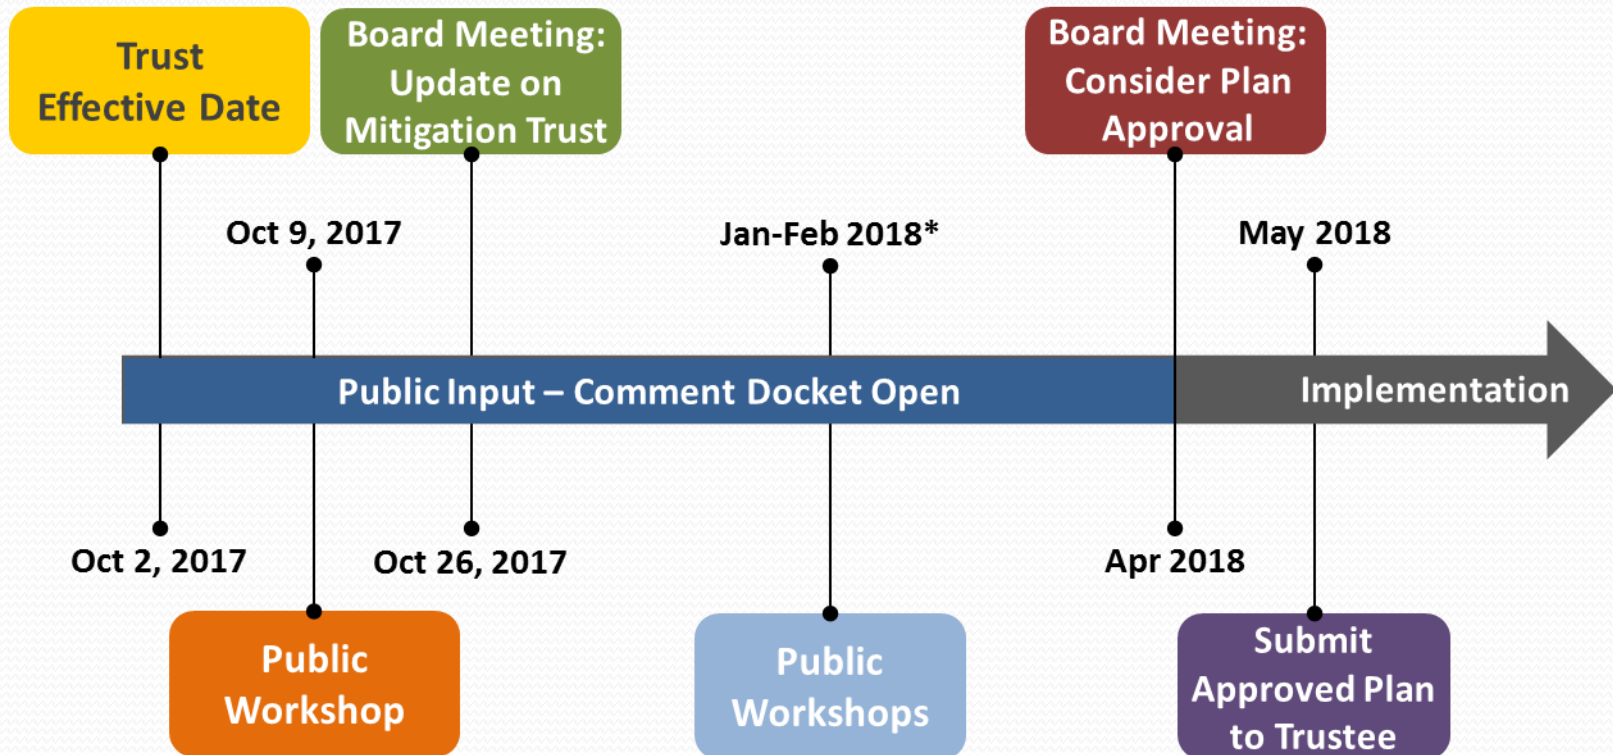 Trust
Effective Date
Board Meeting:
Update on
Mitigation Trust
Board Meeting:
Consider Plan
Approval
Oct 9, 2017
Jan-Feb 2018*
May 2018
Public Input – Comment Docket Open
Implementation
Oct 2, 2017
Oct 26, 2017
Apr 2018
Public
Workshop
Public
Workshops
Submit
Approved Plan
to Trustee